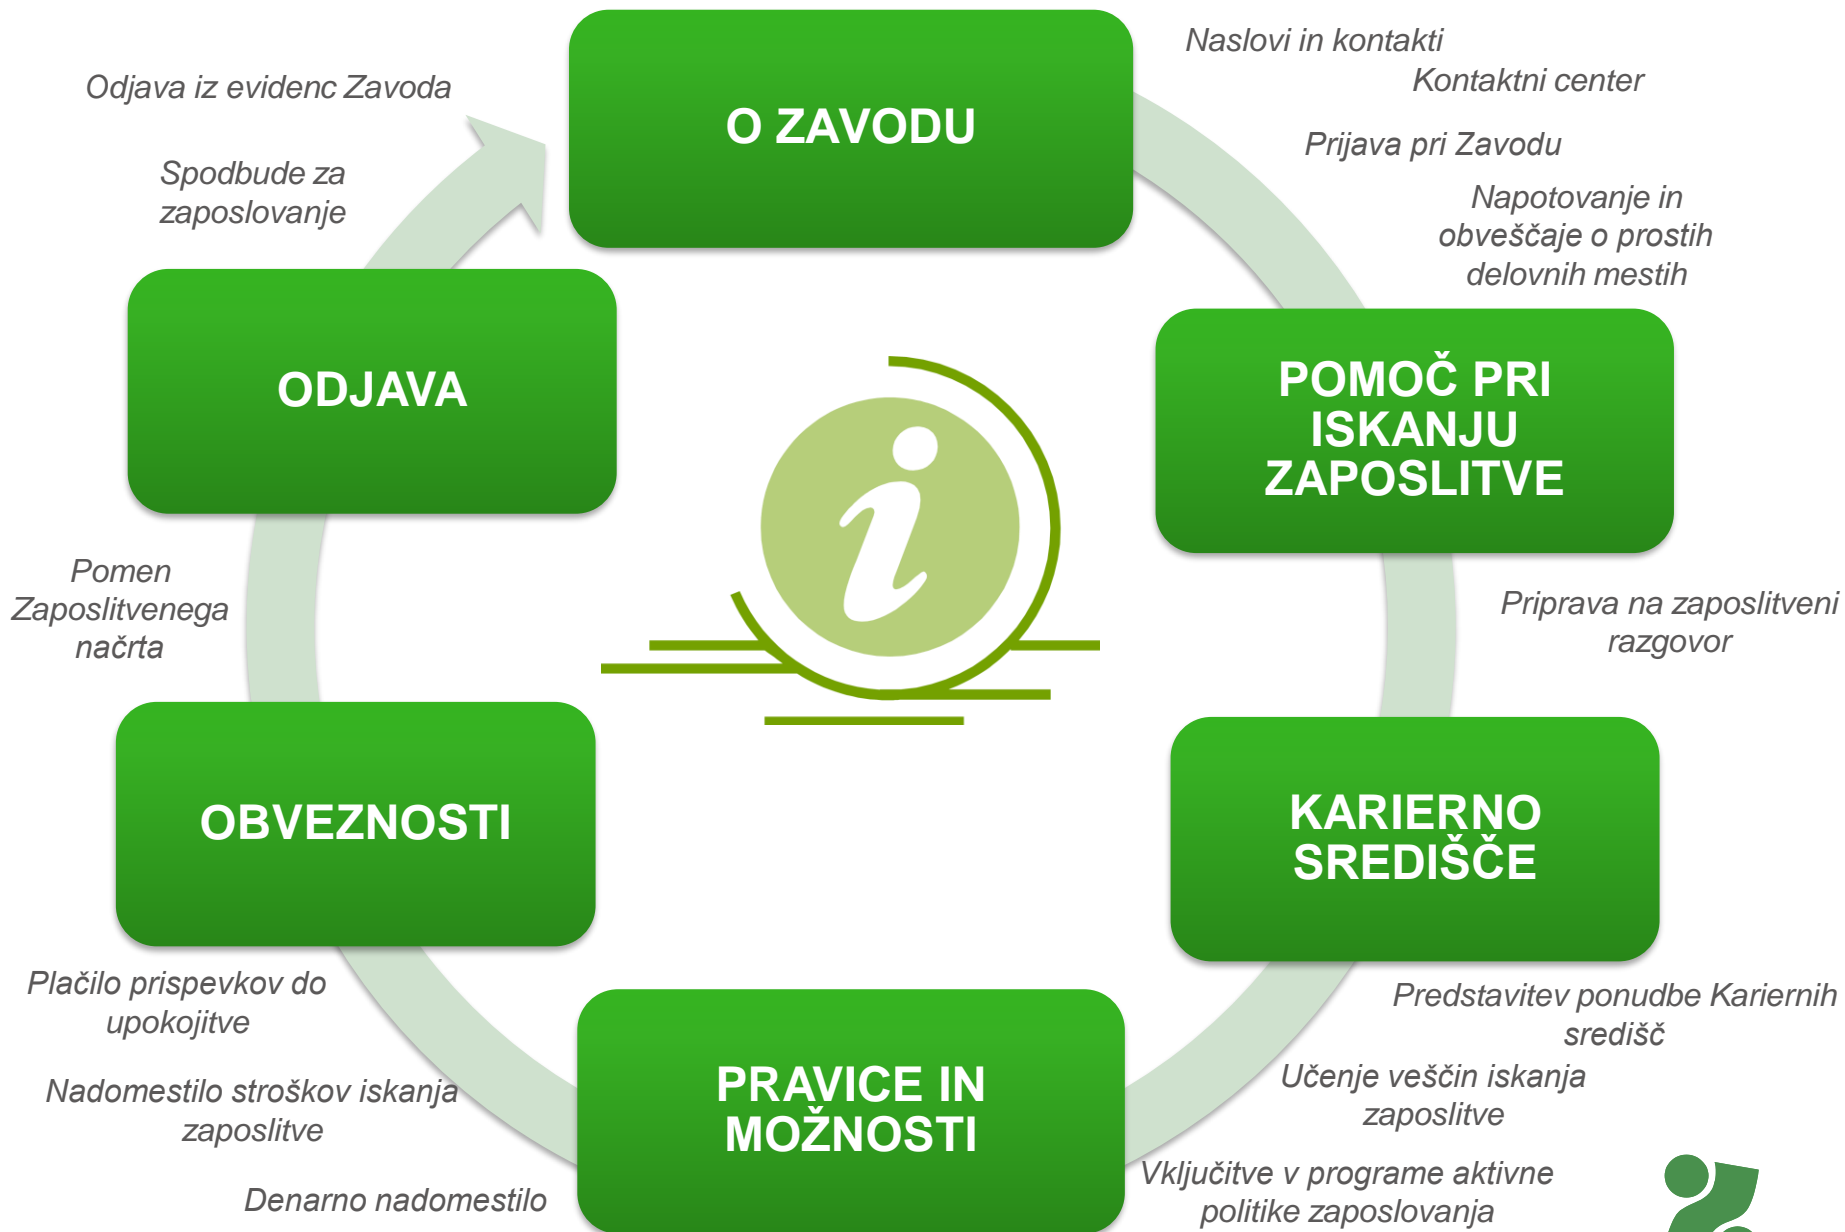 O ZAVODU
Naslovi in kontakti
Kontaktni center
Prijava pri Zavodu
Napotovanje in
obveščaje o prostih
delovnih mestih
POMOČ PRI
ISKANJU
ZAPOSLITVE
Priprava na zaposlitveni
razgovor
KARIERNO
SREDIŠČE
Predstavitev ponudbe Kariernih
središč
Učenje veščin iskanja
zaposlitve
Vključitve v programe aktivne
politike zaposlovanja
PRAVICE IN
MOŽNOSTI
Denarno nadomestilo
Nadomestilo stroškov iskanja
zaposlitve
Plačilo prispevkov do
upokojitve
OBVEZNOSTI
Pomen
Zaposlitvenega
načrta
ODJAVA
Spodbude za
zaposlovanje
Odjava iz evidenc Zavoda
i